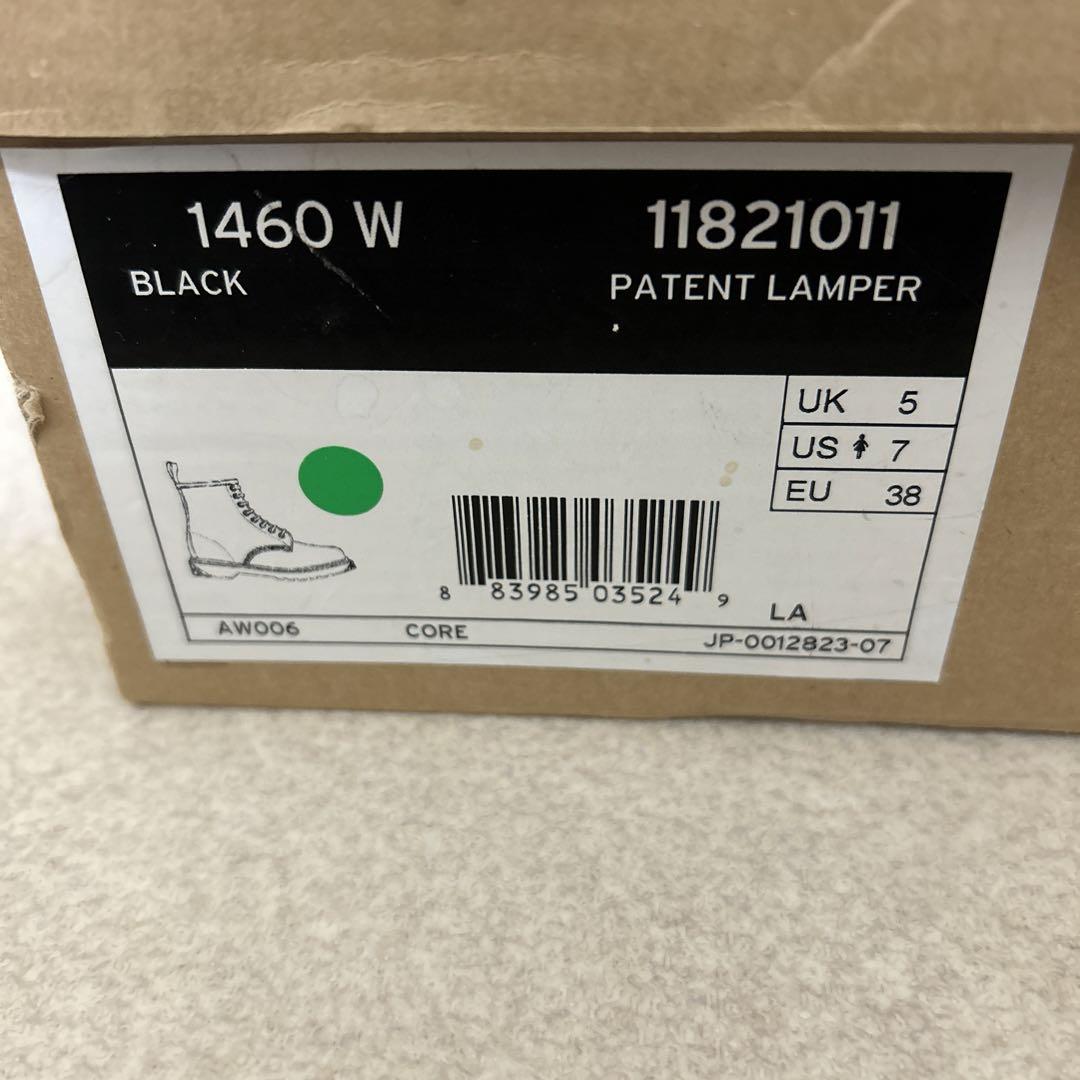 1460 W 11821011
BLACK PATENT LAMPER
UK 5
US 7
EU 38
8 83985 03524 9
LA
AW006 CORE JP-0012823-07